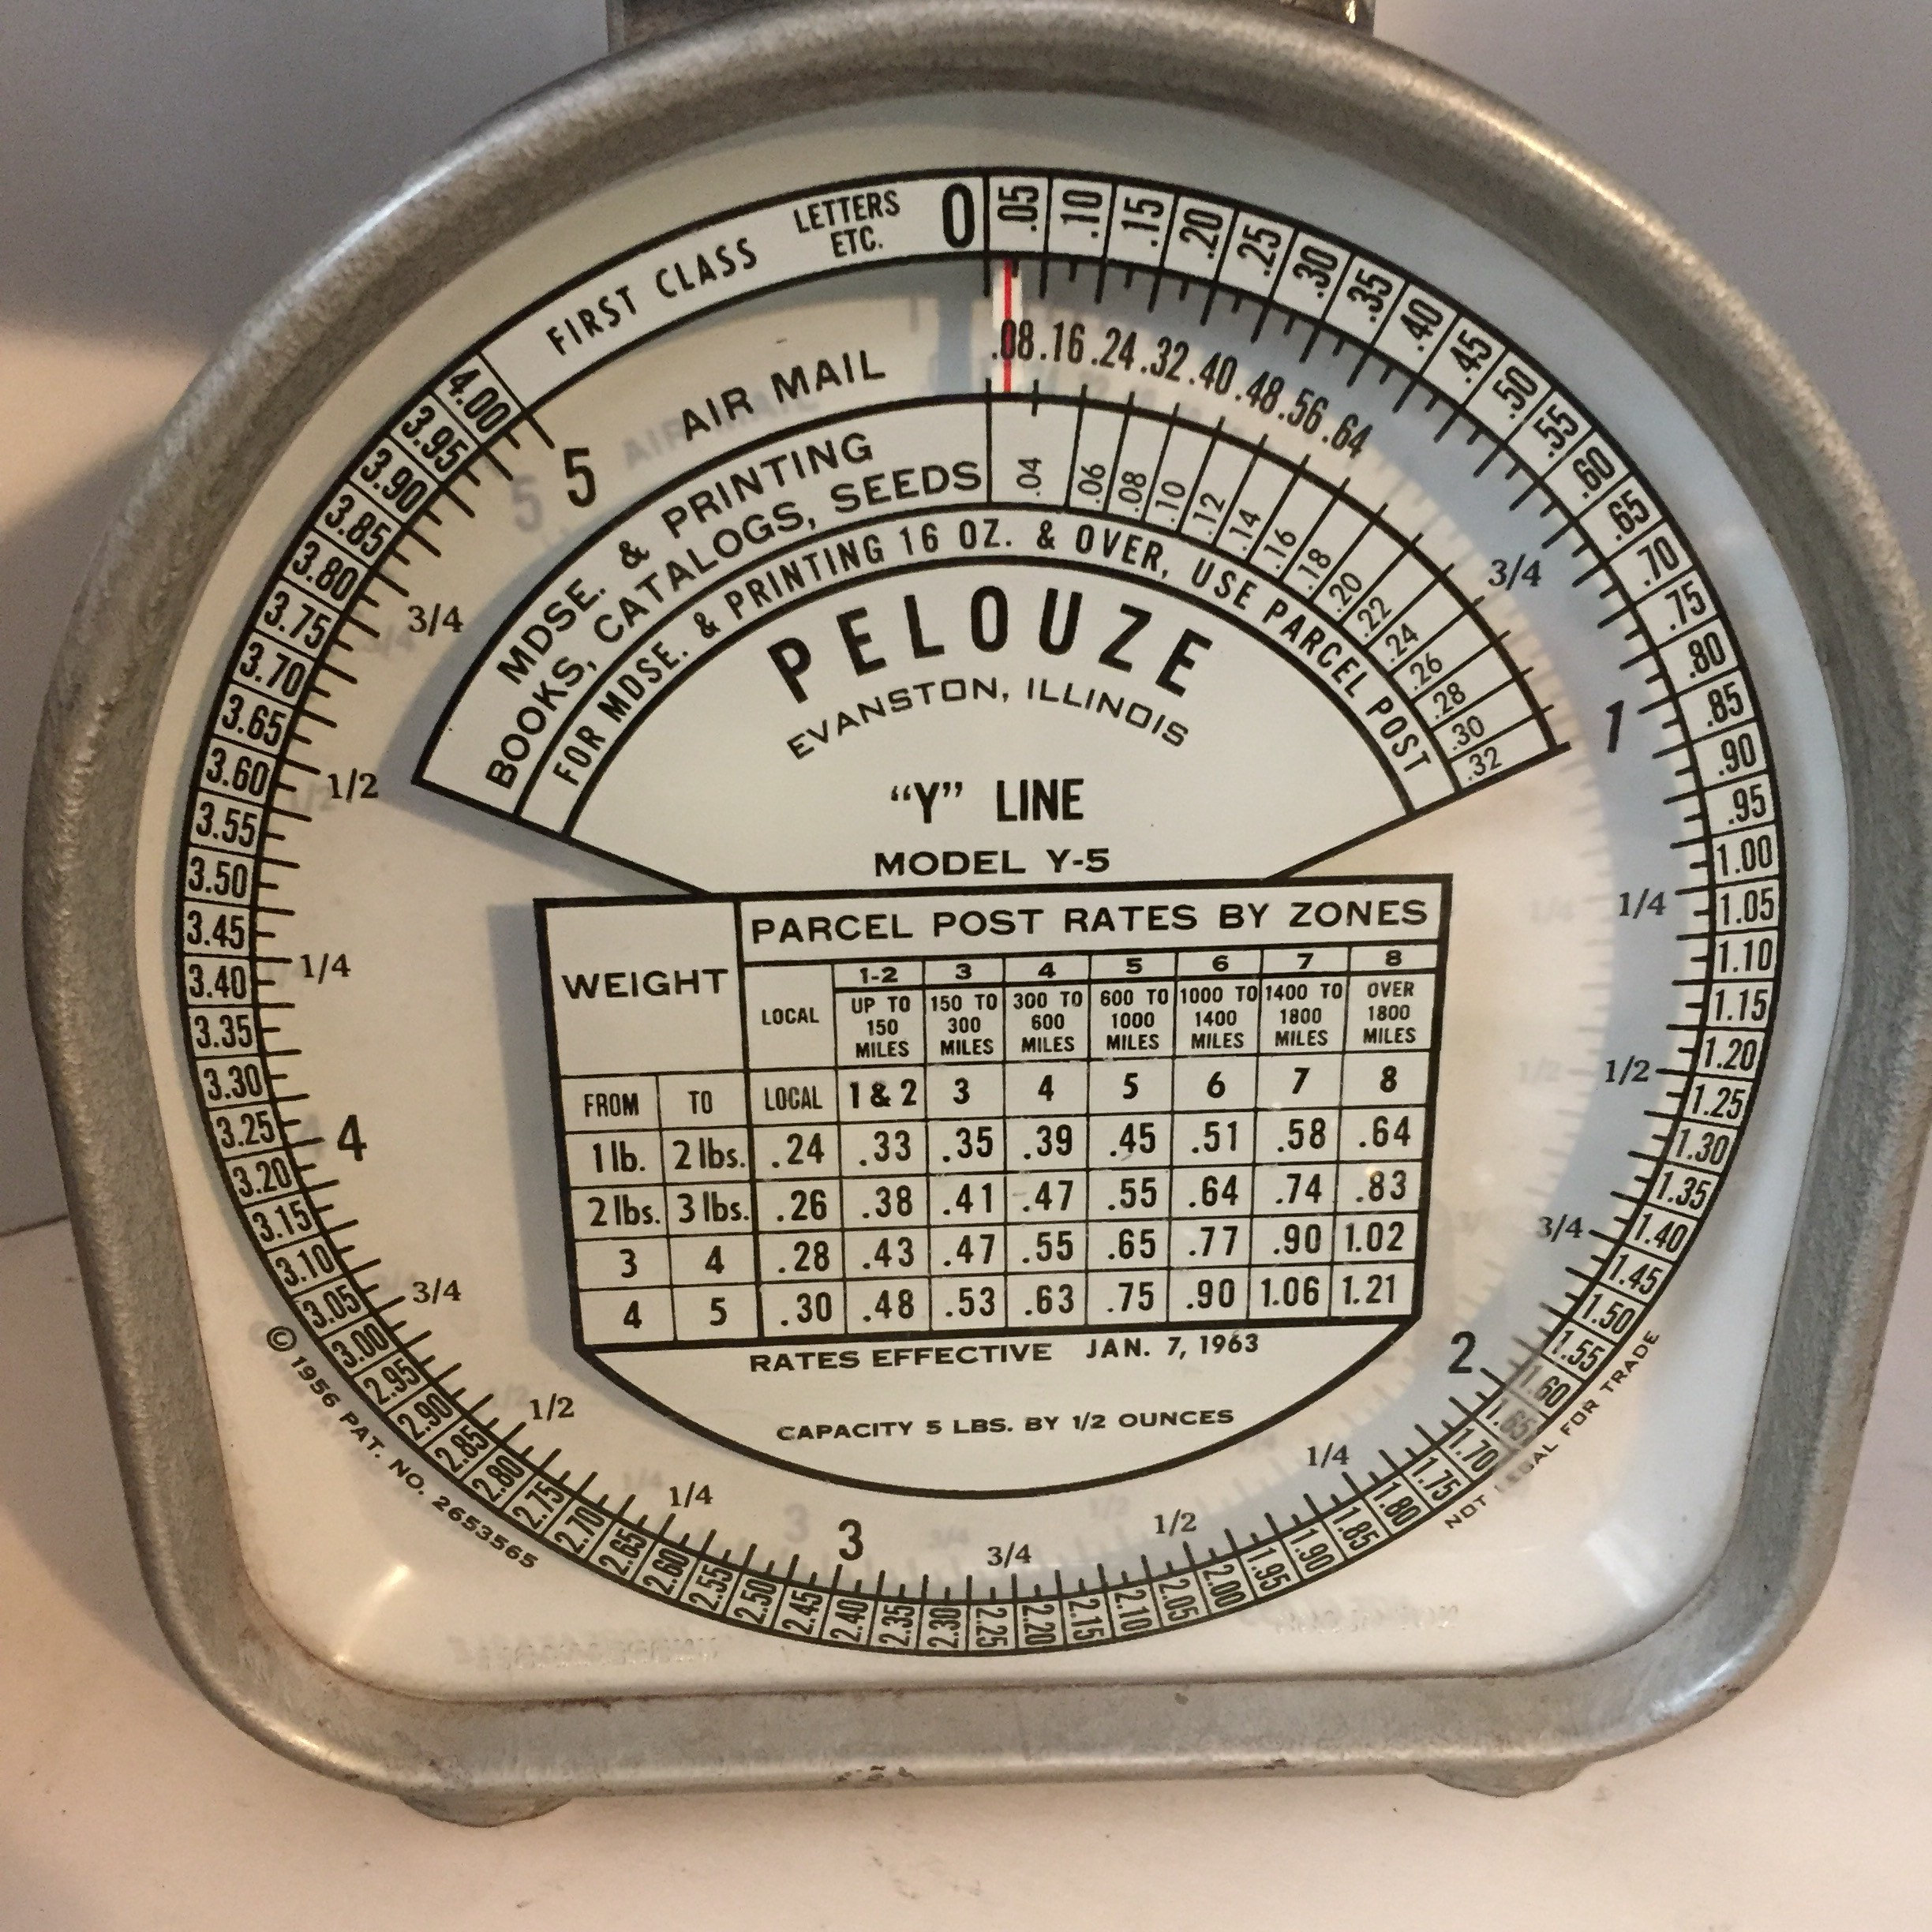 FIRST CLASS LETTERS ETC. 0
.05 .10 .15 .20 .25 .30 .35 .40 .45 .50 .55 .60 .65 .70 .75 .80 .85 .90 .95 1.00 1.05 1.10 1.15 1.20 1.25 1.30 1.35 1.40 1.45 1.50 1.55 1.60 1.65 1.70 1.75 1.80 1.85 1.90 1.95 2.00 2.05 2.10 2.15 2.20 2.25 2.30 2.35 2.40 2.45 2.50 2.55 2.60 2.65 2.70 2.75 2.80 2.85 2.90 2.95 3.00 3.05 3.10 3.15 3.20 3.25 3.30 3.35 3.40 3.45 3.50 3.55 3.60 3.65 3.70 3.75 3.80 3.85 3.90 3.95 4.00
AIR MAIL .08 .16 .24 .32 .40 .48 .56 .64
3/4 1 1/4 1/2 3/4 2 1/4 1/2 3/4 3 1/4 1/2 3/4 4 1/4 1/2 3/4 5
MDSE. & PRINTING
BOOKS, CATALOGS, SEEDS
.04 .06 .08 .10 .12 .14 .16 .18 .20 .22 .24 .26 .28 .30 .32
FOR MDSE. & PRINTING 16 OZ. & OVER, USE PARCEL POST
PELOUZE
EVANSTON, ILLINOIS
“Y” LINE
MODEL Y-5
WEIGHT PARCEL POST RATES BY ZONES
1-2 3 4 5 6 7 8
LOCAL UP TO 150 MILES 150 TO 300 MILES 300 TO 600 MILES 600 TO 1000 MILES 1000 TO 1400 MILES 1400 TO 1800 MILES OVER 1800 MILES
FROM TO LOCAL 1 & 2 3 4 5 6 7 8
1 lb. 2 lbs. .24 .33 .35 .39 .45 .51 .58 .64
2 lbs. 3 lbs. .26 .38 .41 .47 .55 .64 .74 .83
3 4 .28 .43 .47 .55 .65 .77 .90 1.02
4 5 .30 .48 .53 .63 .75 .90 1.06 1.21
RATES EFFECTIVE JAN. 7, 1963
CAPACITY 5 LBS. BY 1/2 OUNCES
© 1956 PAT. NO. 2653565
NOT LEGAL FOR TRADE